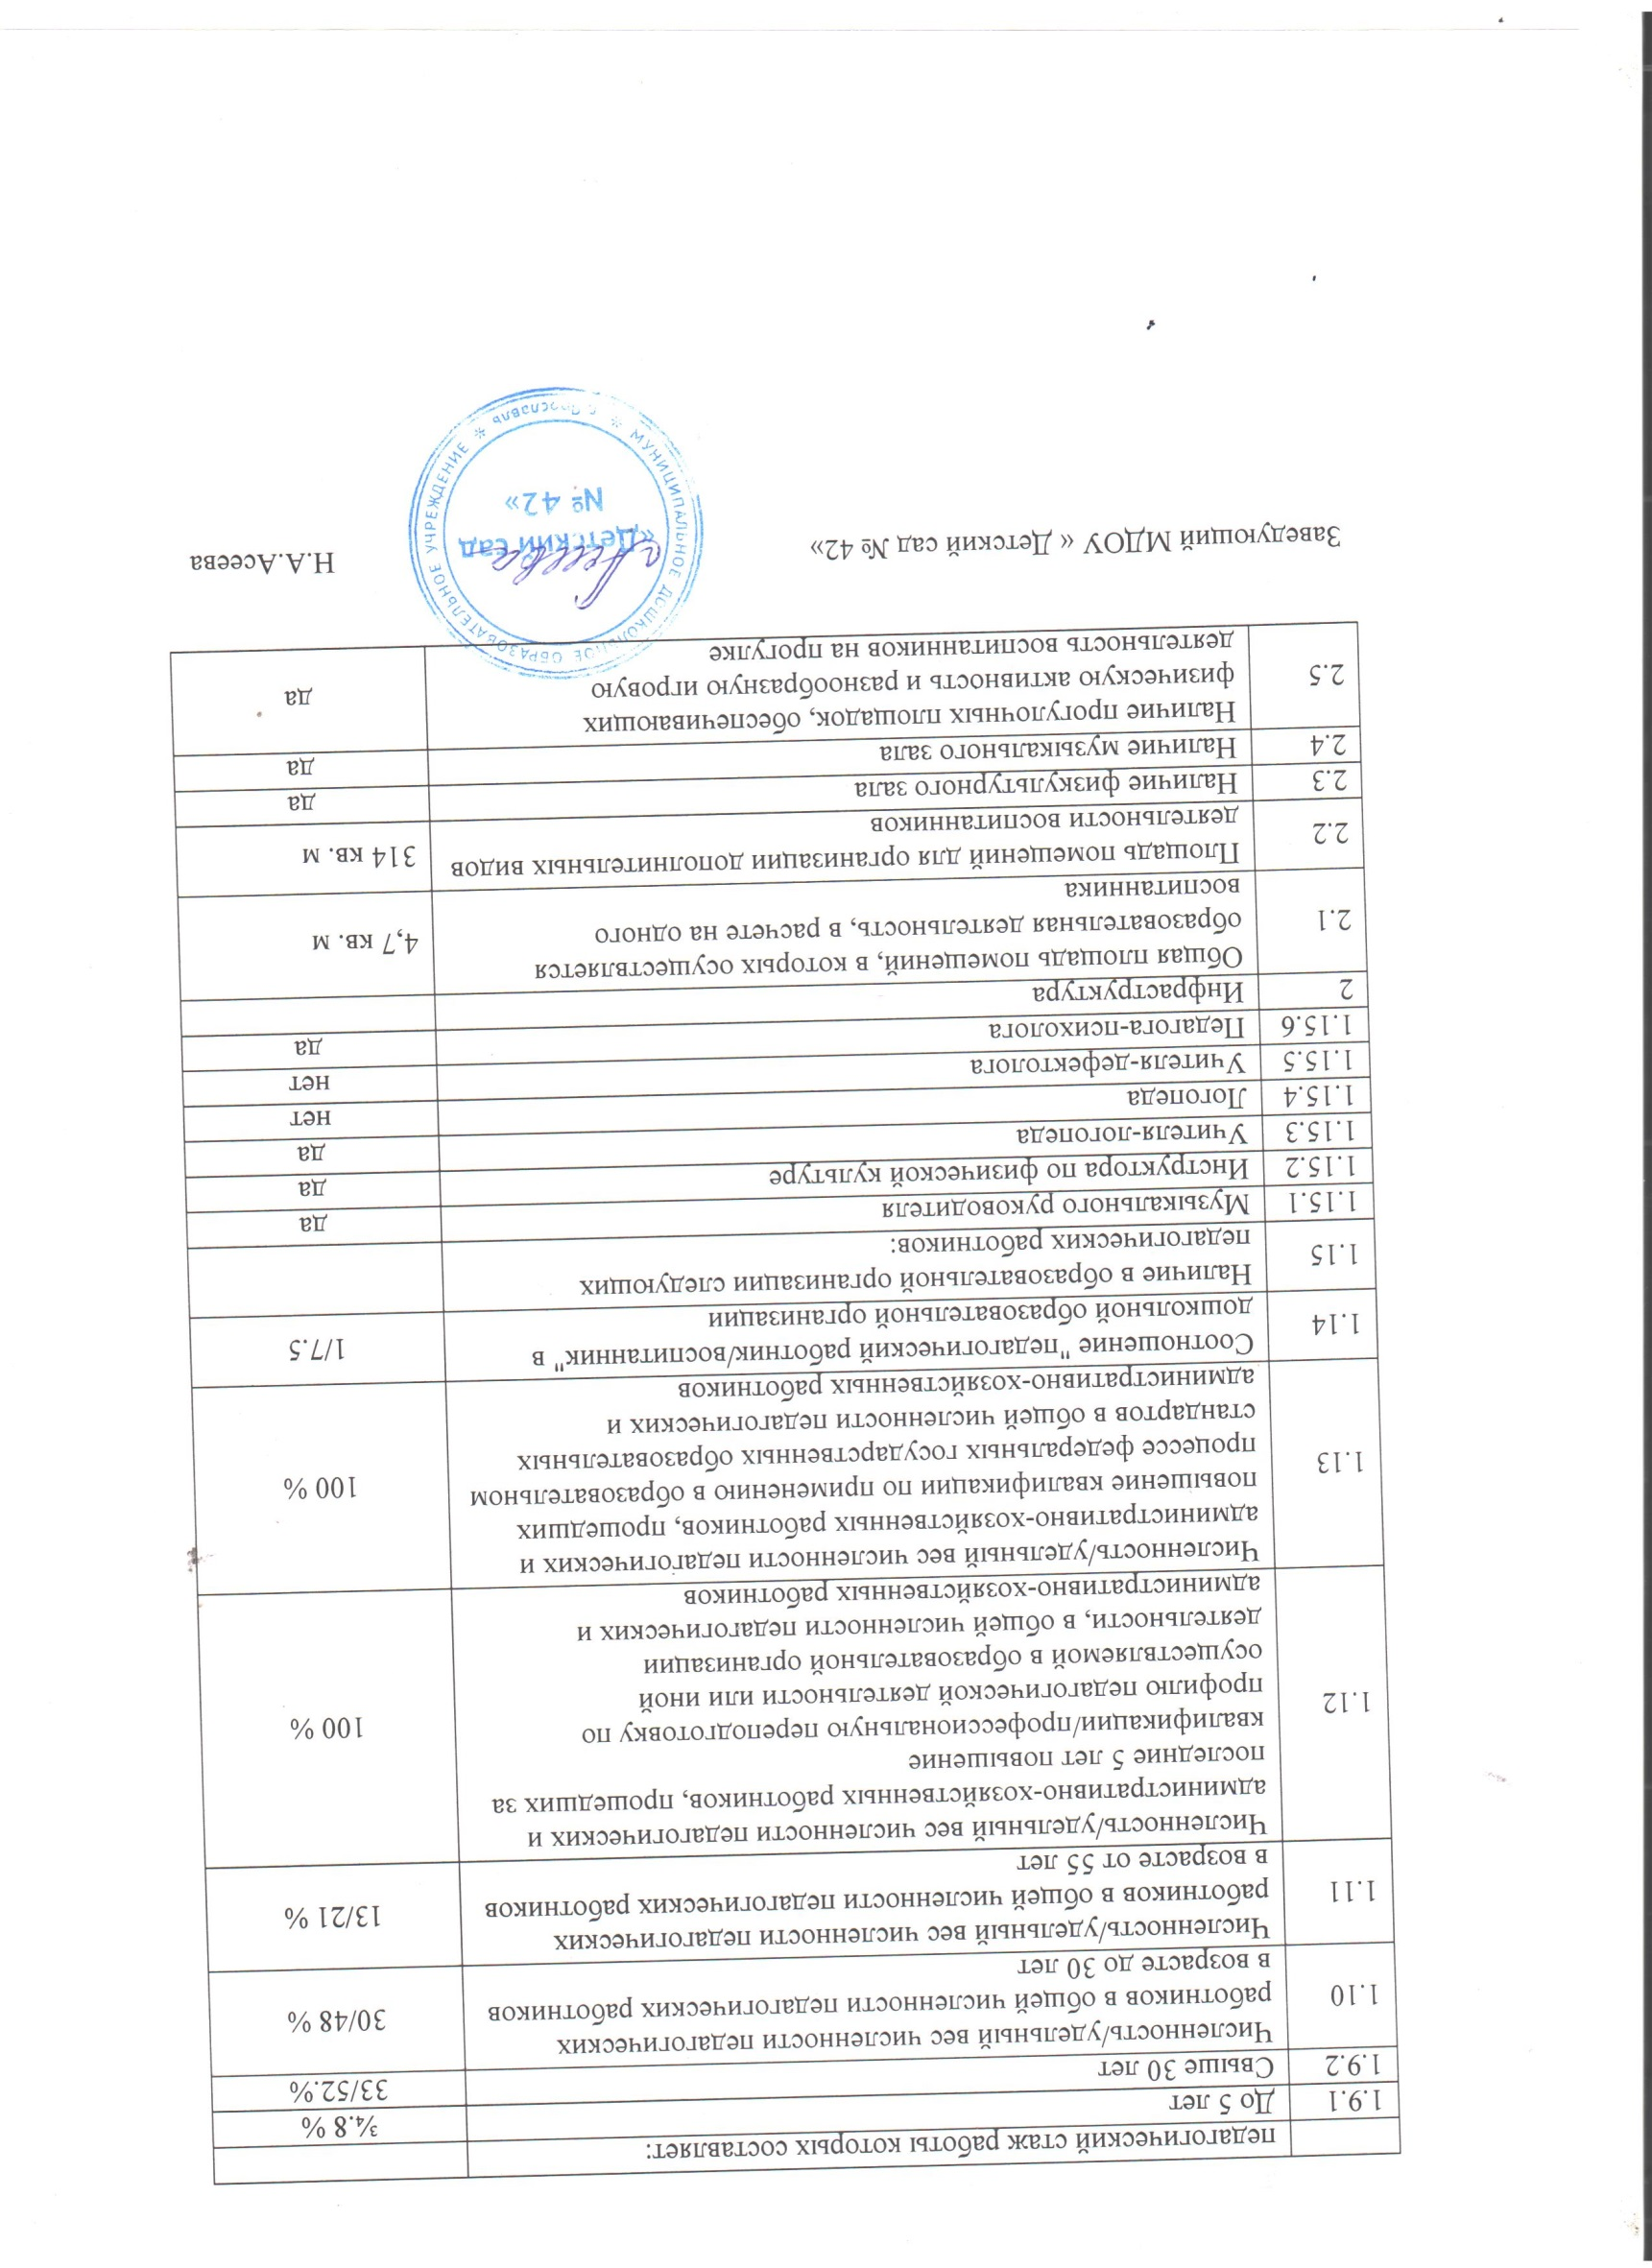 педагогический стаж работы которых составляет:
1.9.1 До 5 лет ¾.8 %
1.9.2 Свыше 30 лет 33/52.%
Численность/удельный вес численности педагогических
1.10 работников в общей численности педагогических работников 30/48 %
в возрасте до 30 лет
Численность/удельный вес численности педагогических
1.11 работников в общей численности педагогических работников 13/21 %
в возрасте от 55 лет
Численность/удельный вес численности педагогических и
административно-хозяйственных работников, прошедших за
последние 5 лет повышение
квалификации/профессиональную переподготовку по
1.12 профилю педагогической деятельности или иной 100 %
осуществляемой в образовательной организации
деятельности, в общей численности педагогических и
административно-хозяйственных работников
Численность/удельный вес численности педагогических и
административно-хозяйственных работников, прошедших
повышение квалификации по применению в образовательном
1.13 процессе федеральных государственных образовательных 100 %
стандартов в общей численности педагогических и
административно-хозяйственных работников
1.14 Соотношение "педагогический работник/воспитанник" в 1/7.5
дошкольной образовательной организации
1.15 Наличие в образовательной организации следующих
педагогических работников:
1.15.1 Музыкального руководителя да
1.15.2 Инструктора по физической культуре да
1.15.3 Учителя-логопеда да
1.15.4 Логопеда нет
1.15.5 Учителя-дефектолога нет
1.15.6 Педагога-психолога да
2 Инфраструктура
Общая площадь помещений, в которых осуществляется
2.1 образовательная деятельность, в расчете на одного 4,7 кв. м
воспитанника
2.2 Площадь помещений для организации дополнительных видов 314 кв. м
деятельности воспитанников
2.3 Наличие физкультурного зала да
2.4 Наличие музыкального зала да
Наличие прогулочных площадок, обеспечивающих
2.5 физическую активность и разнообразную игровую да
деятельность воспитанников на прогулке
Заведующий МДОУ « Детский сад № 42» Н.А.Асеева
МУНИЦИПАЛЬНОЕ ДОШКОЛЬНОЕ ОБРАЗОВАТЕЛЬНОЕ УЧРЕЖДЕНИЕ
г. Ярославль
«Детский сад
№ 42»
Асеева